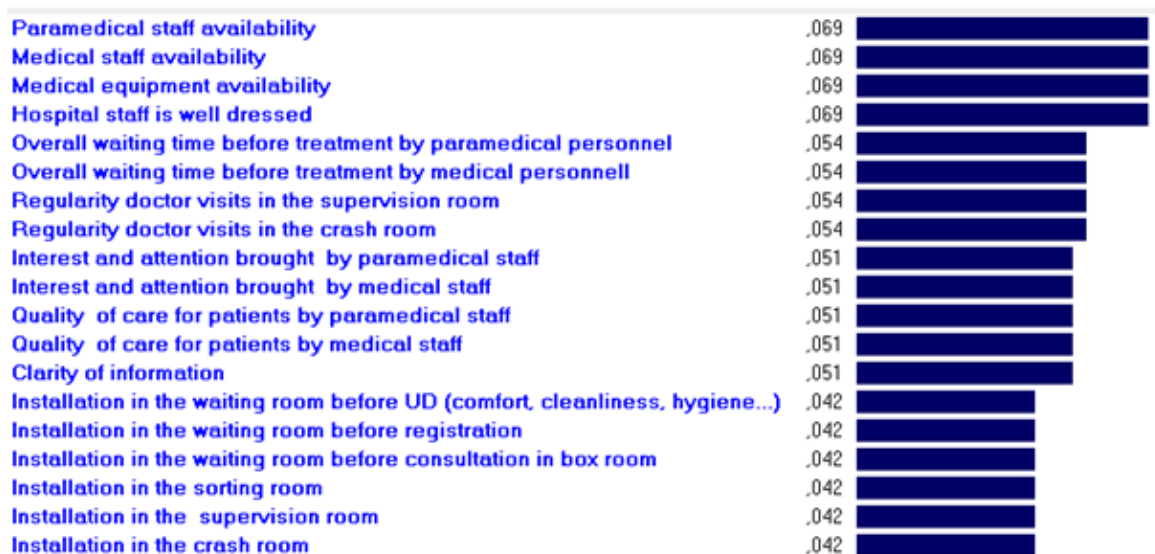 Paramedical staff availability ,069
Medical staff availability ,069
Medical equipment availability ,069
Hospital staff is well dressed ,069
Overall waiting time before treatment by paramedical personnel ,054
Overall waiting time before treatment by medical personnell ,054
Regularity doctor visits in the supervision room ,054
Regularity doctor visits in the crash room ,054
Interest and attention brought by paramedical staff ,051
Interest and attention brought by medical staff ,051
Quality of care for patients by paramedical staff ,051
Quality of care for patients by medical staff ,051
Clarity of information ,051
Installation in the waiting room before UD (comfort, cleanliness, hygiene...) ,042
Installation in the waiting room before registration ,042
Installation in the waiting room before consultation in box room ,042
Installation in the sorting room ,042
Installation in the supervision room ,042
Installation in the crash room ,042